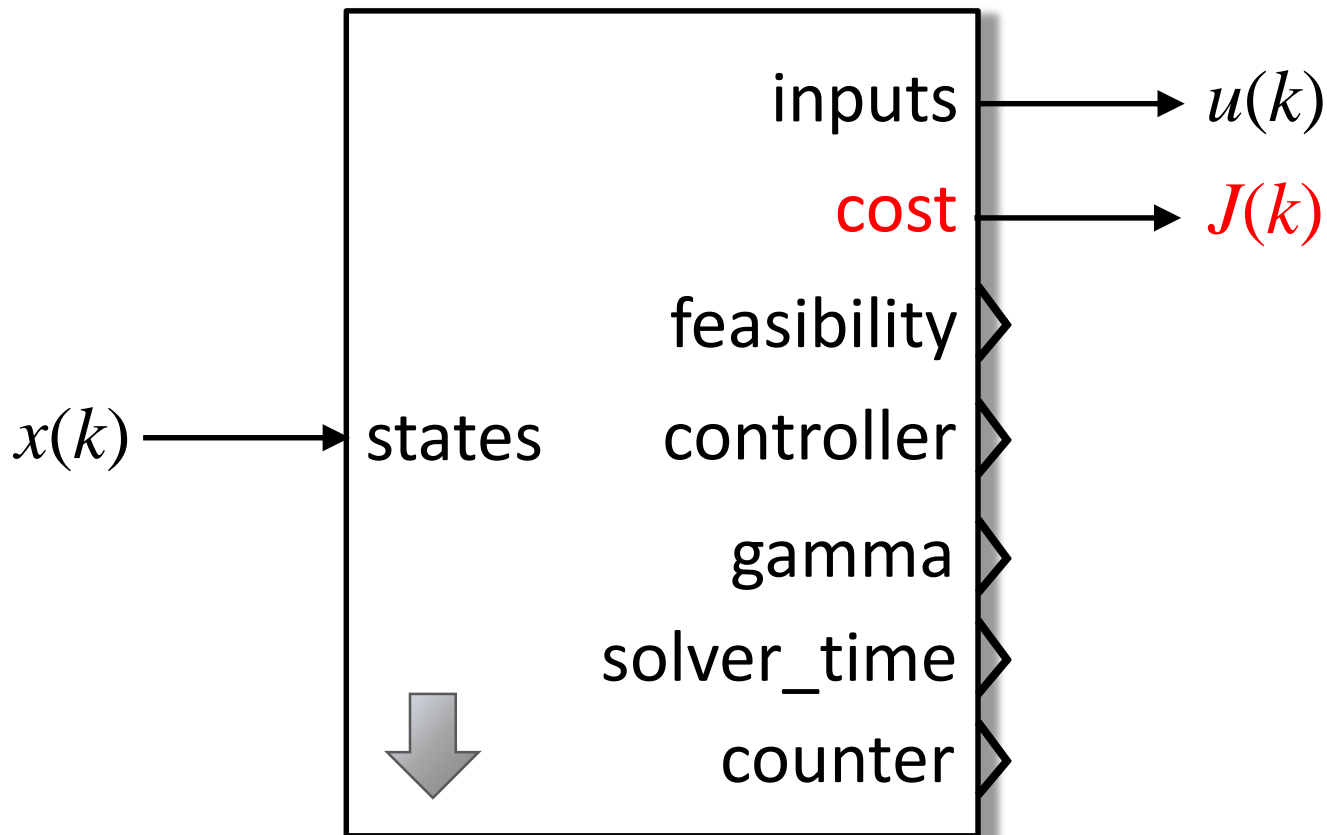 inputs u(k)
cost J(k)
feasibility
x(k) states controller
gamma
solver_time
counter